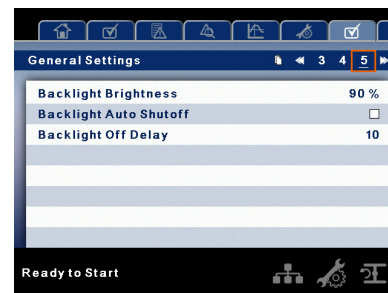 General Settings 3 4 5
Backlight Brightness 90 %
Backlight Auto Shutoff
Backlight Off Delay 10
Ready to Start